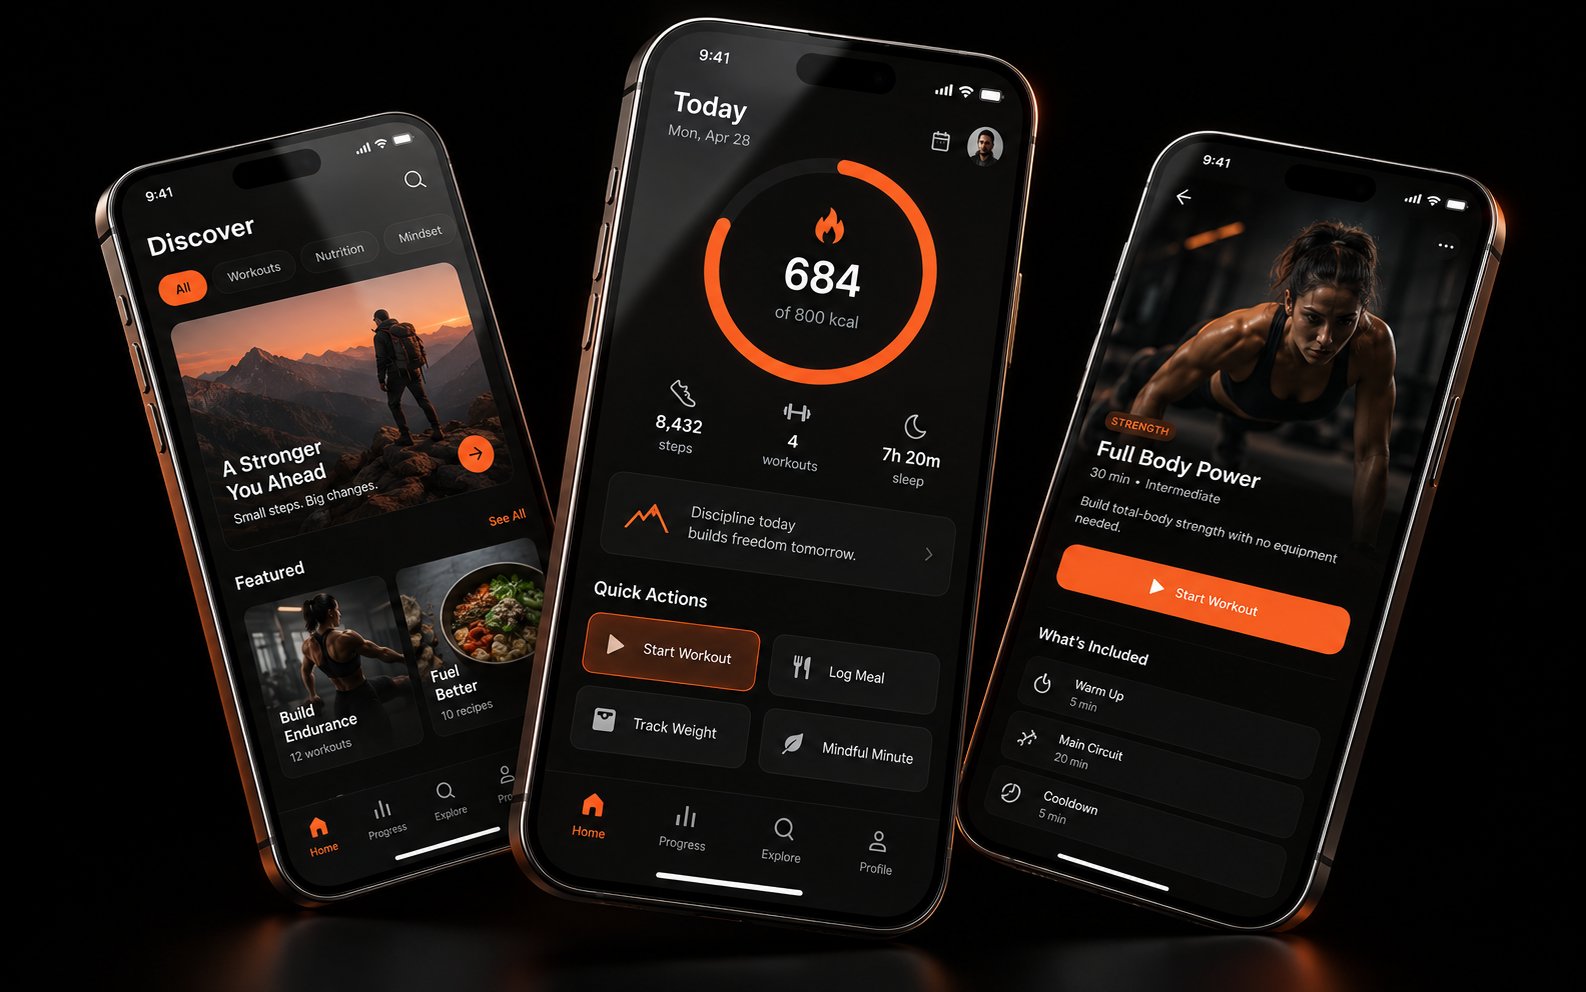 9:41
Discover
All
Workouts
Nutrition
Mindset
A Stronger
You Ahead
Small steps. Big changes.
See All
Featured
Build
Endurance
12 workouts
Fuel
Better
10 recipes
Home
Progress
Explore
9:41
Today
Mon, Apr 28
684
of 800 kcal
8,432
steps
4
workouts
7h 20m
sleep
Discipline today
builds freedom tomorrow.
Quick Actions
Start Workout
Log Meal
Track Weight
Mindful Minute
Home
Progress
Explore
Profile
9:41
STRENGTH
Full Body Power
30 min • Intermediate
Build total-body strength with no equipment
needed.
Start Workout
What's Included
Warm Up
5 min
Main Circuit
20 min
Cooldown
5 min